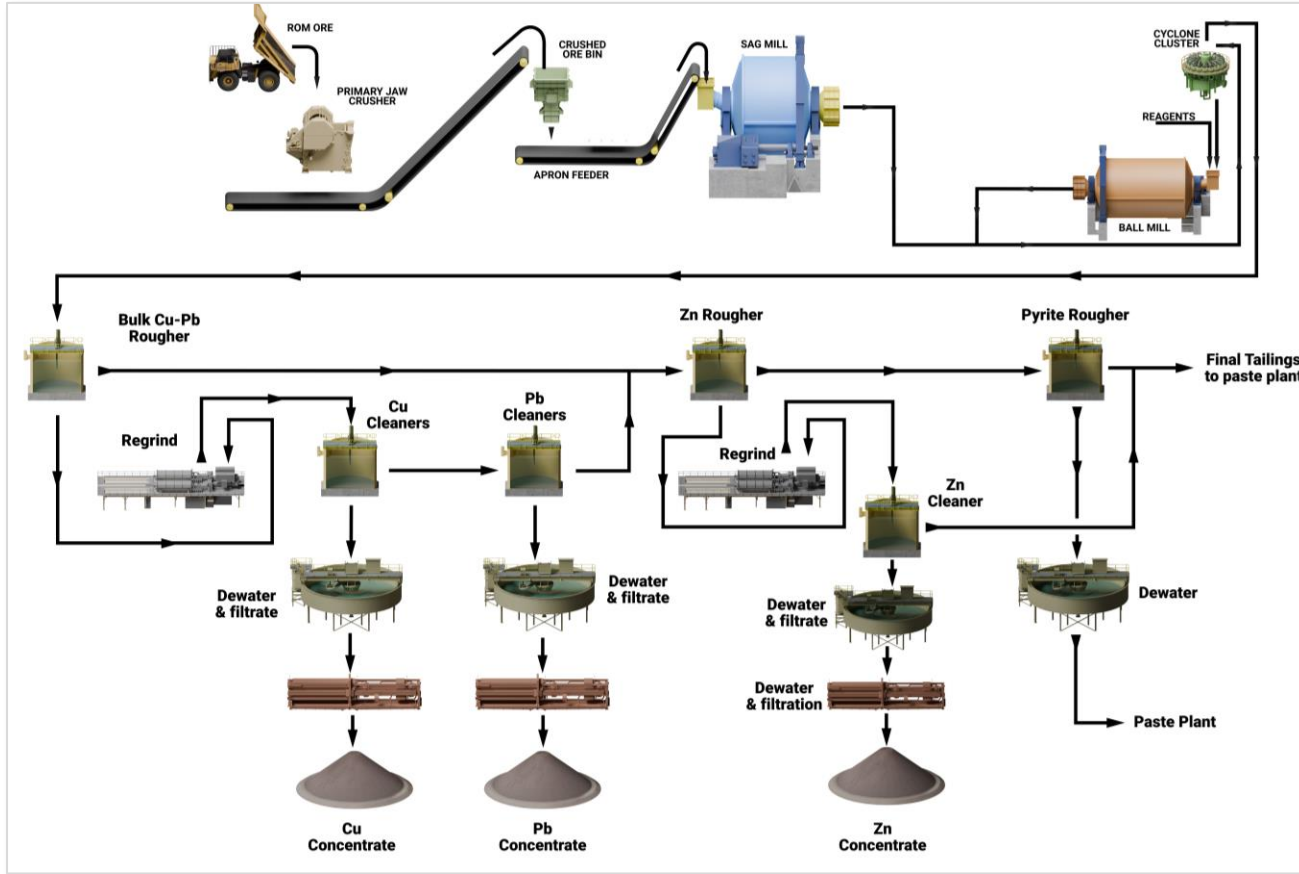 ROM ORE
PRIMARY JAW
CRUSHER
CRUSHED
ORE BIN
APRON FEEDER
SAG MILL
CYCLONE
CLUSTER
REAGENTS
BALL MILL
Bulk Cu-Pb
Rougher
Zn Rougher
Pyrite Rougher
Final Tailings
to paste plant
Regrind
Cu
Cleaners
Pb
Cleaners
Regrind
Zn
Cleaner
Dewater
& filtrate
Dewater
& filtrate
Dewater
& filtrate
Dewater
Dewater
& filtration
Paste Plant
Cu
Concentrate
Pb
Concentrate
Zn
Concentrate